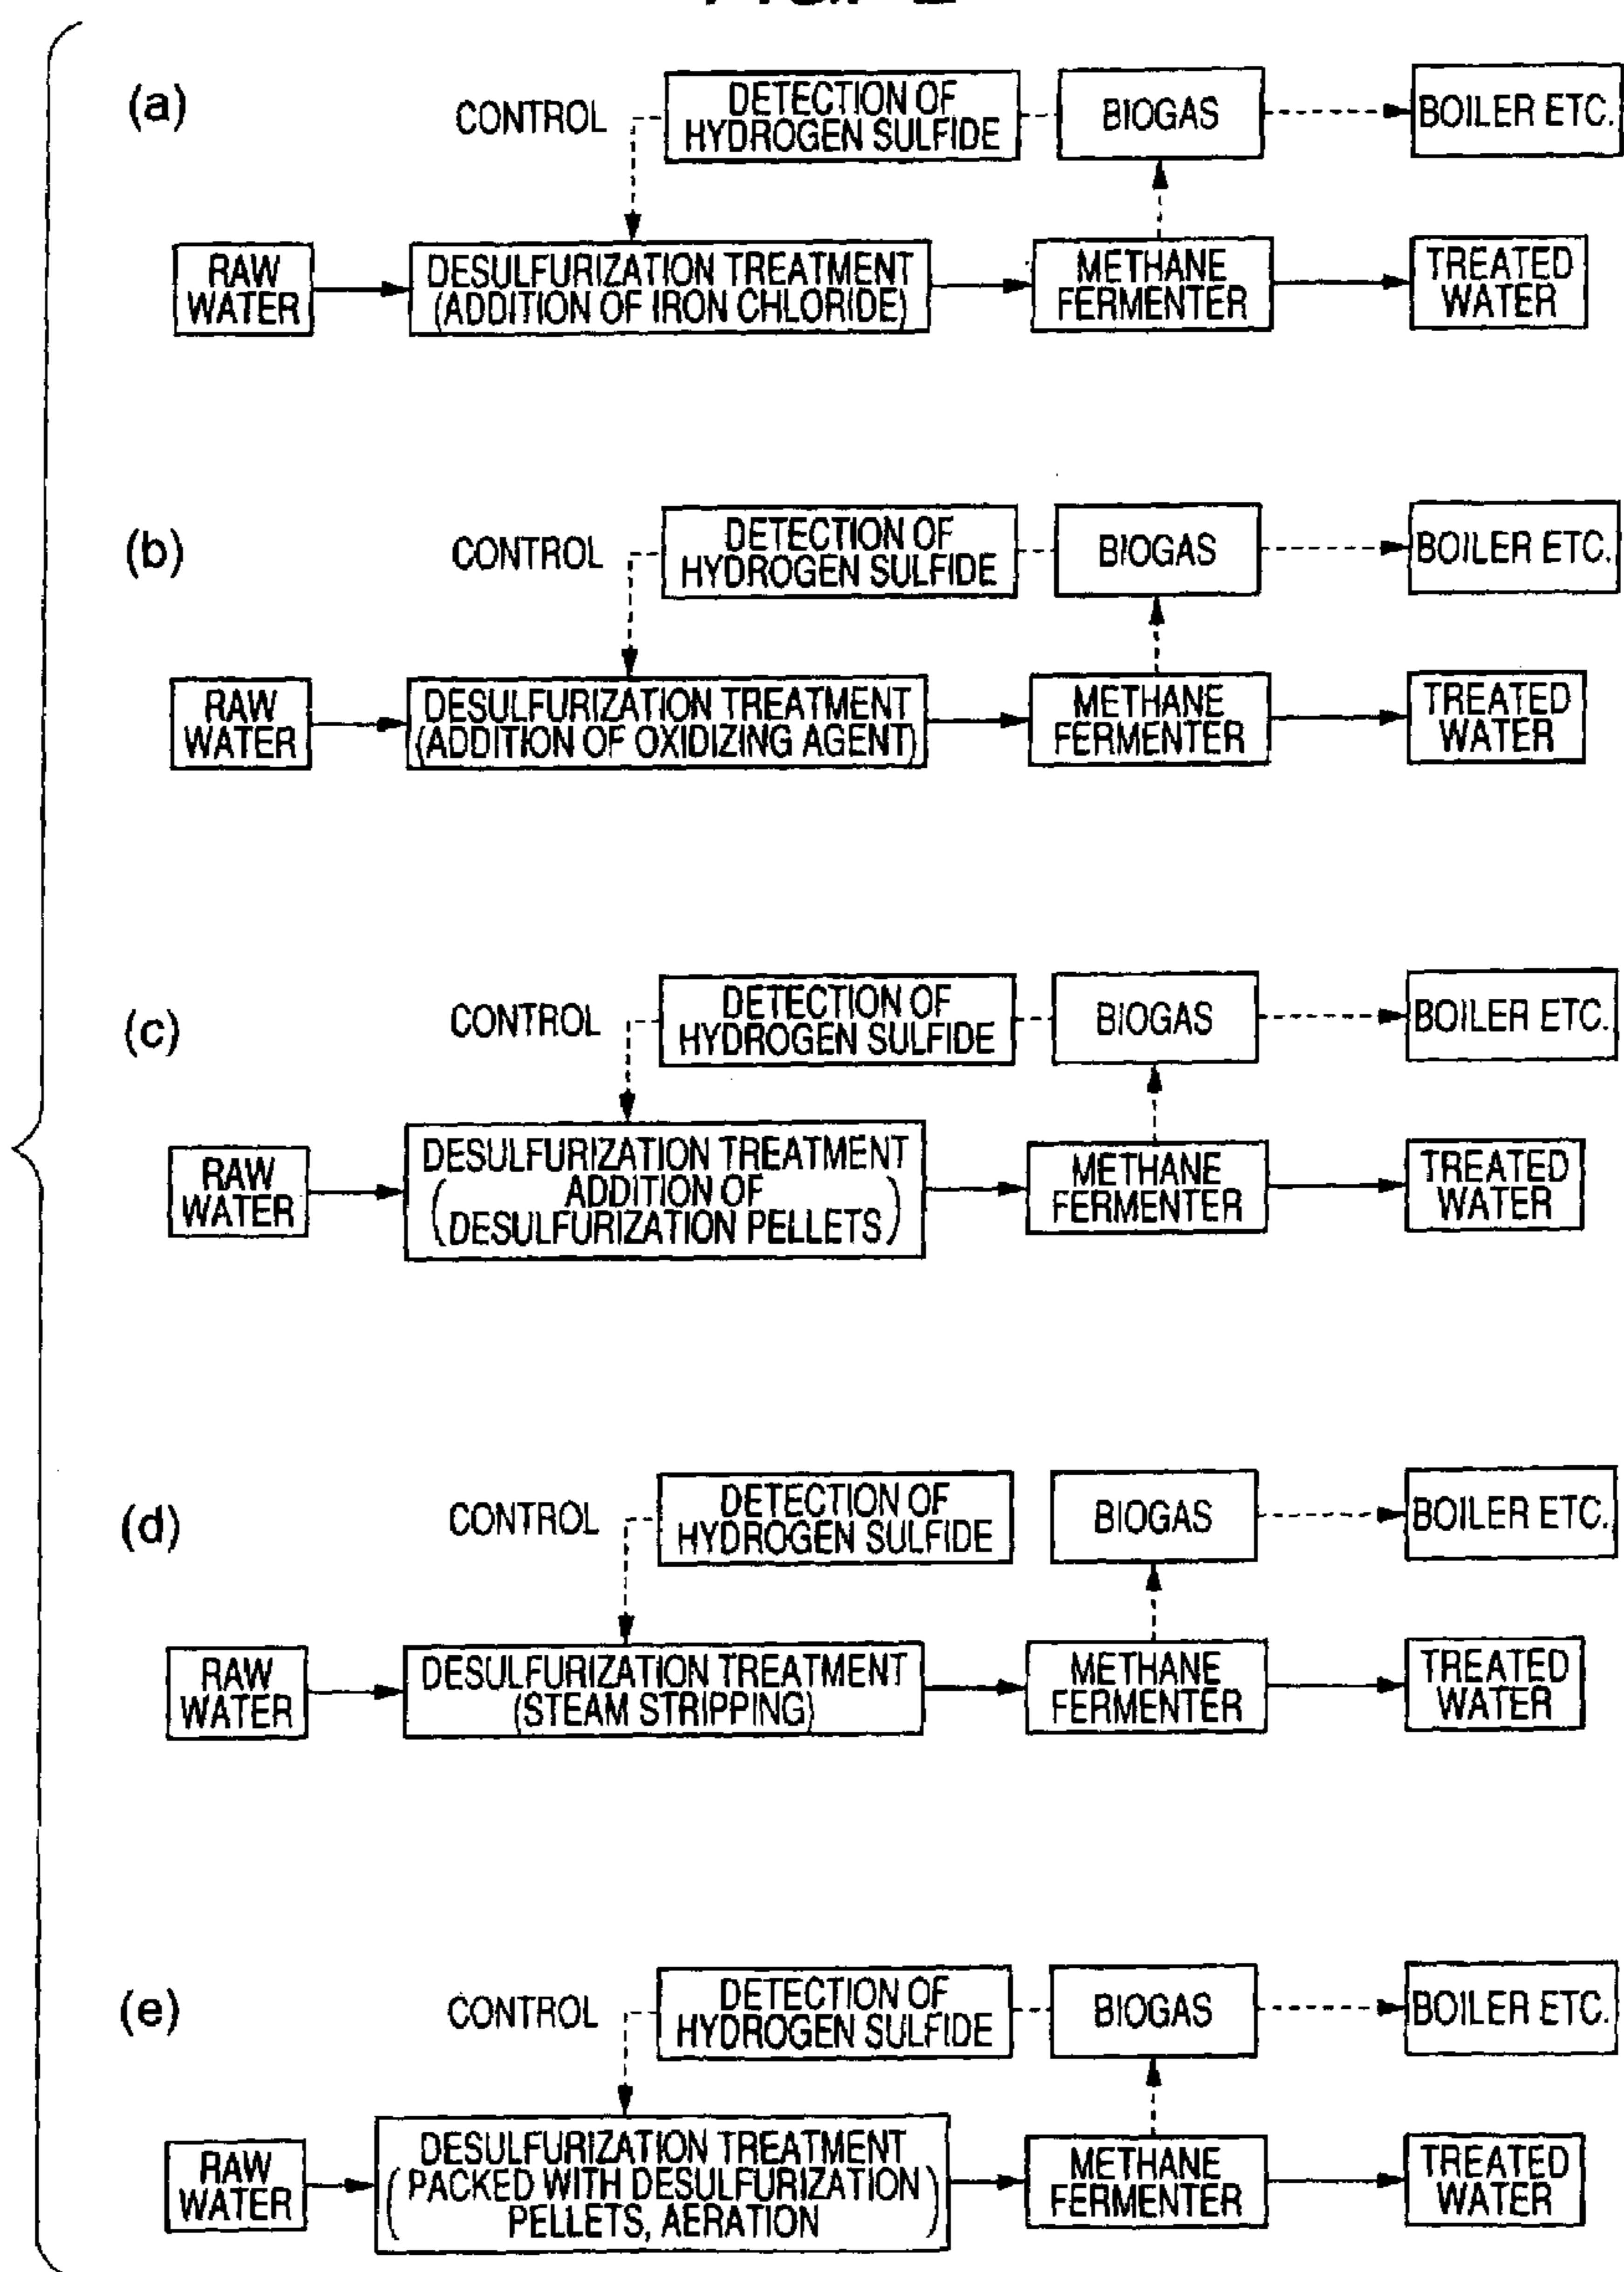 (a)
CONTROL
DETECTION OF
HYDROGEN SULFIDE
BIOGAS
BOILER ETC.
RAW
WATER
DESULFURIZATION TREATMENT
(ADDITION OF IRON CHLORIDE)
METHANE
FERMENTER
TREATED
WATER
(b)
CONTROL
DETECTION OF
HYDROGEN SULFIDE
BIOGAS
BOILER ETC.
RAW
WATER
DESULFURIZATION TREATMENT
(ADDITION OF OXIDIZING AGENT)
METHANE
FERMENTER
TREATED
WATER
(c)
CONTROL
DETECTION OF
HYDROGEN SULFIDE
BIOGAS
BOILER ETC.
RAW
WATER
DESULFURIZATION TREATMENT
(ADDITION OF
DESULFURIZATION PELLETS)
METHANE
FERMENTER
TREATED
WATER
(d)
CONTROL
DETECTION OF
HYDROGEN SULFIDE
BIOGAS
BOILER ETC.
RAW
WATER
DESULFURIZATION TREATMENT
(STEAM STRIPPING)
METHANE
FERMENTER
TREATED
WATER
(e)
CONTROL
DETECTION OF
HYDROGEN SULFIDE
BIOGAS
BOILER ETC.
RAW
WATER
DESULFURIZATION TREATMENT
(PACKED WITH DESULFURIZATION
PELLETS, AERATION)
METHANE
FERMENTER
TREATED
WATER